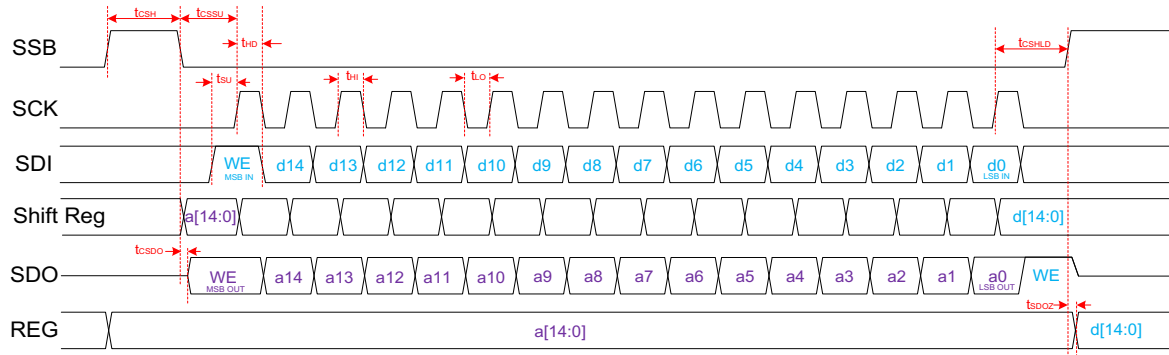 tCSH tCSSU
SSB tHD tCSHLD
tSU tHI tLO
SCK
SDI WE d14 d13 d12 d11 d10 d9 d8 d7 d6 d5 d4 d3 d2 d1 d0
MSB IN LSB IN
Shift Reg a[14:0] d[14:0]
tCSDO
SDO WE a14 a13 a12 a11 a10 a9 a8 a7 a6 a5 a4 a3 a2 a1 a0 WE
MSB OUT LSB OUT
tSDOZ
REG a[14:0] d[14:0]